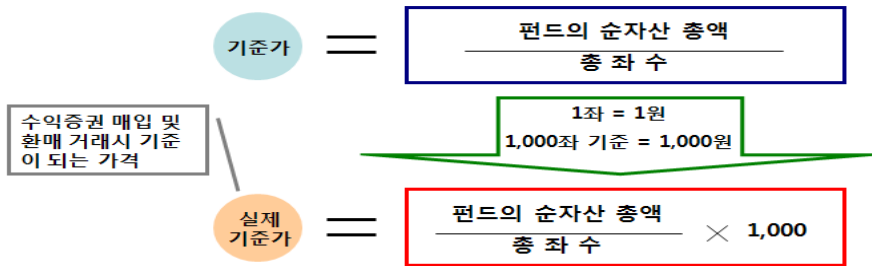 기준가
펀드의 순자산 총액
총 좌 수
수익증권 매입 및
환매 거래시 기준
이 되는 가격
1좌 = 1원
1,000좌 기준 = 1,000원
실제
기준가
펀드의 순자산 총액
총 좌 수
× 1,000